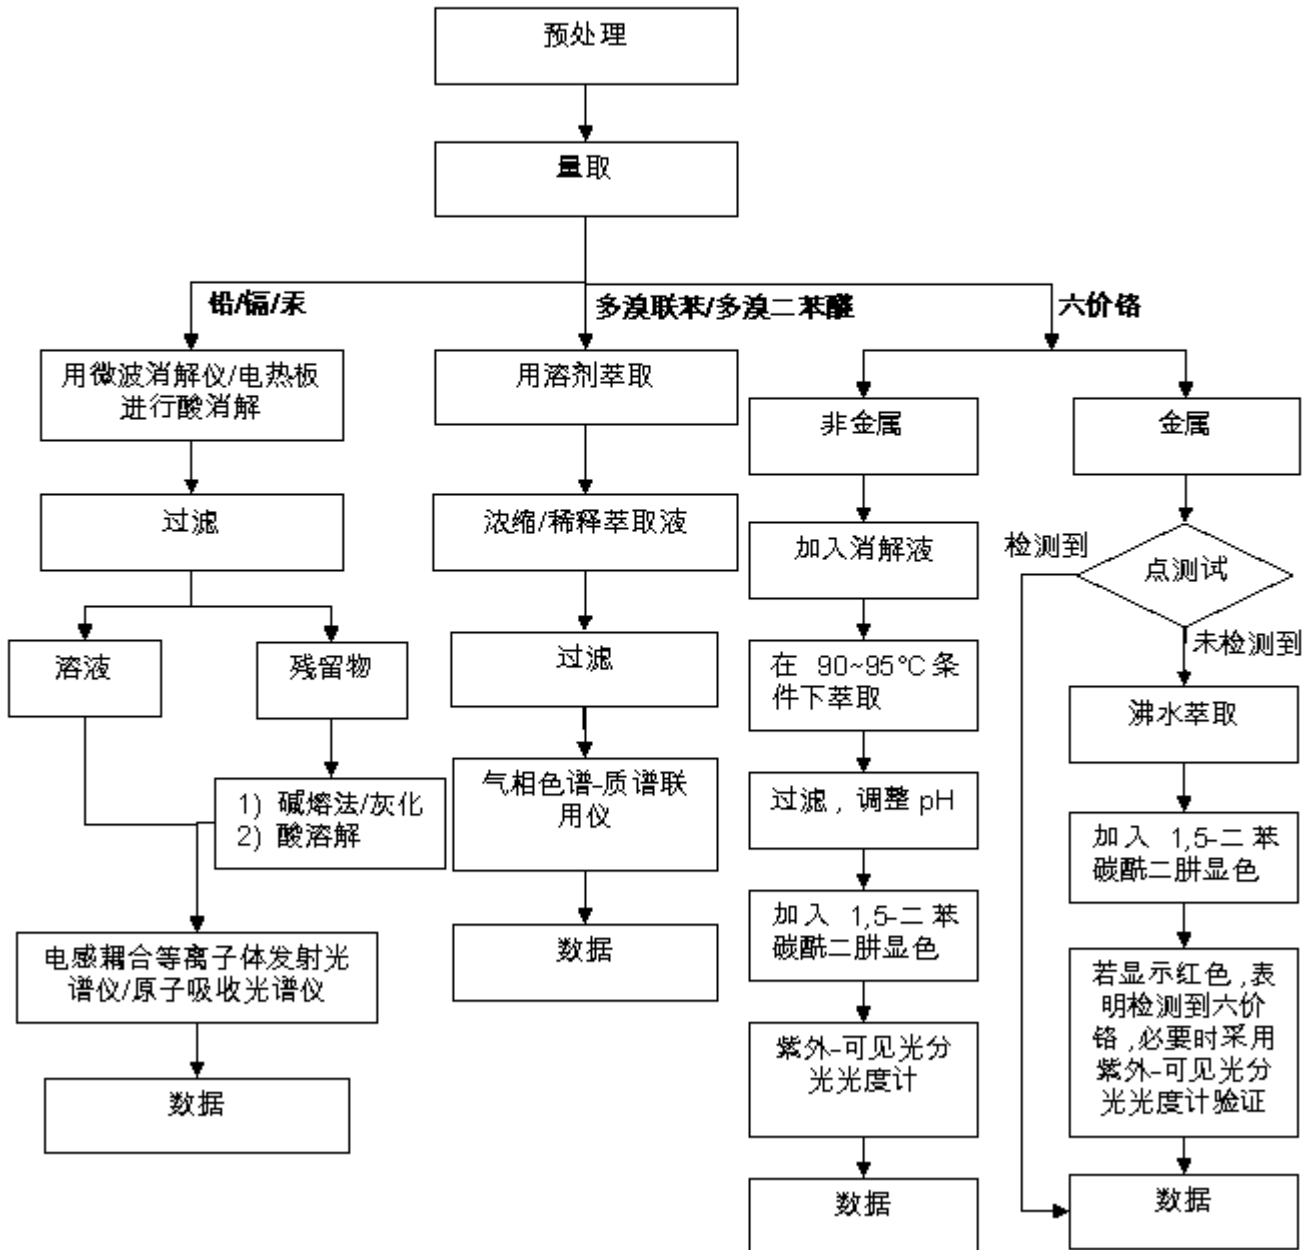 预处理
量取
铅/镉/汞
多溴联苯/多溴二苯醚
六价铬
用微波消解仪/电热板
进行酸消解
过滤
溶液
残留物
1) 碱熔法/灰化
2) 酸溶解
电感耦合等离子体发射光
谱仪/原子吸收光谱仪
数据
用溶剂萃取
浓缩/稀释萃取液
过滤
气相色谱-质谱联
用仪
数据
非金属
加入消解液
在 90~95°C 条
件下萃取
过滤，调整 pH
加入 1,5-二苯
碳酰二肼显色
紫外-可见光分
光光度计
数据
金属
点测试
检测到
未检测到
沸水萃取
加入 1,5-二苯
碳酰二肼显色
若显示红色，表
明检测到六价
铬，必要时采用
紫外-可见光分
光光度计验证
数据